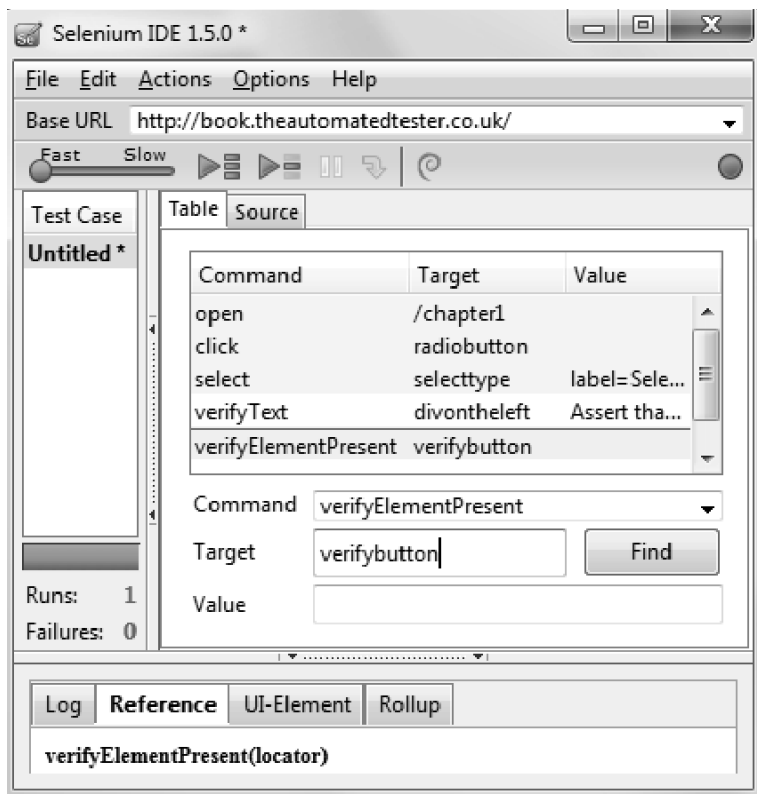 Selenium IDE 1.5.0 *
File Edit Actions Options Help
Base URL http://book.theautomatedtester.co.uk/
Fast Slow
Test Case
Untitled *
Runs: 1
Failures: 0
Table Source
Command Target Value
open /chapter1
click radiobutton
select selecttype label=Sele...
verifyText divontheleft Assert tha...
verifyElementPresent verifybutton
Command verifyElementPresent
Target verifybutton Find
Value
Log Reference UI-Element Rollup
verifyElementPresent(locator)